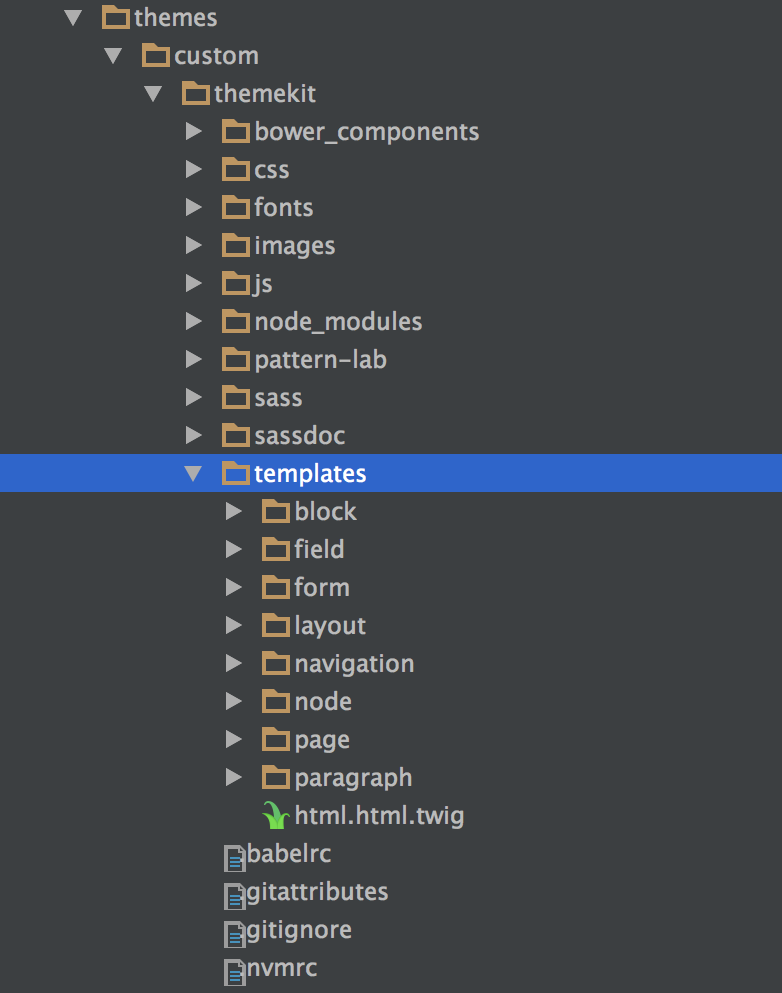 themes
custom
themekit
bower_components
css
fonts
images
js
node_modules
pattern-lab
sass
sassdoc
templates
block
field
form
layout
navigation
node
page
paragraph
html.html.twig
babelrc
gitattributes
gitignore
nvmrc